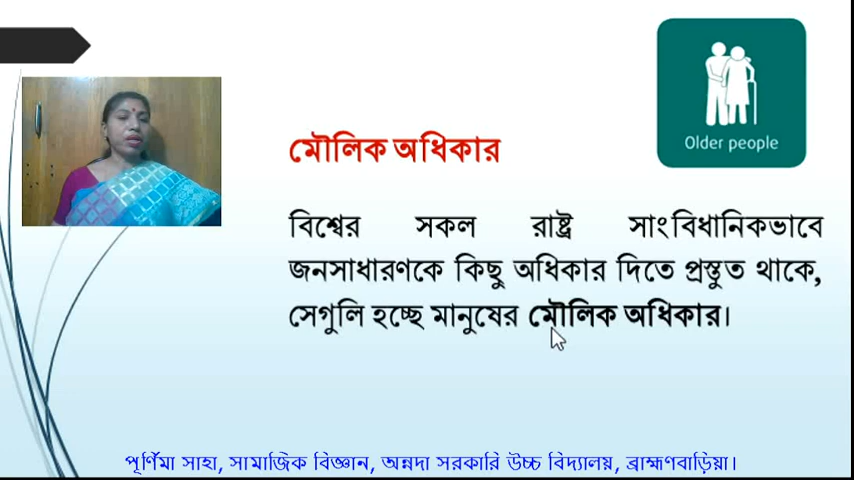 Older people
মৌলিক অধিকার
বিশ্বের সকল রাষ্ট্র সাংবিধানিকভাবে
জনসাধারণকে কিছু অধিকার দিতে প্রস্তুত থাকে,
সেগুলি হচ্ছে মানুষের মৌলিক অধিকার।
পূর্ণিমা সাহা, সামাজিক বিজ্ঞান, অন্নদা সরকারি উচ্চ বিদ্যালয়, ব্রাহ্মণবাড়িয়া।